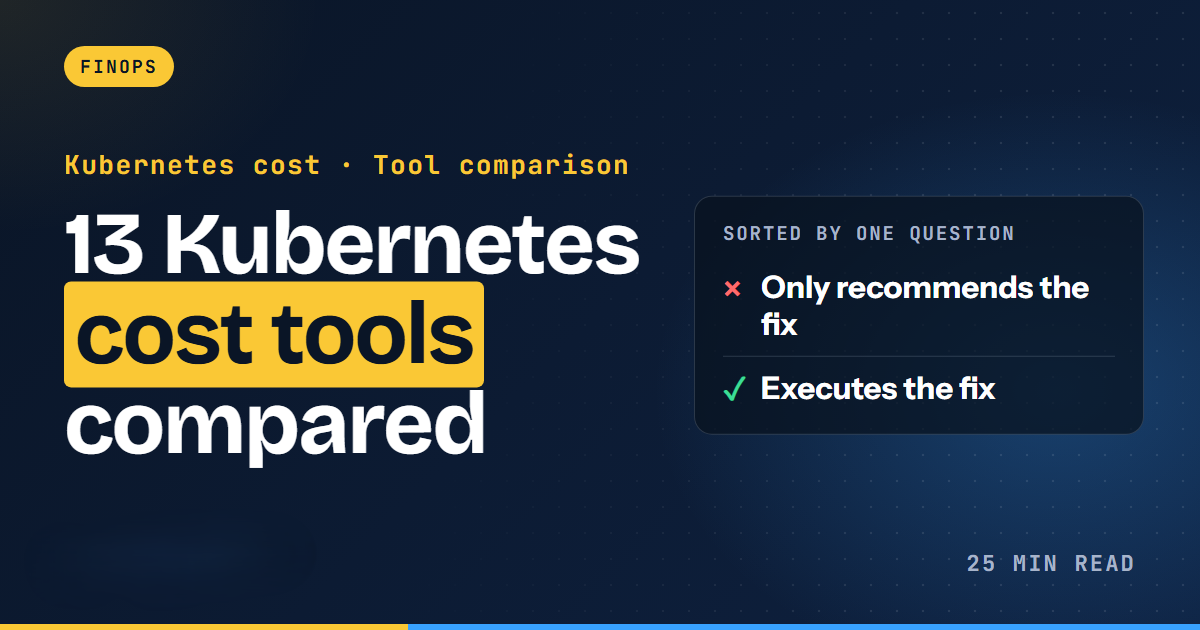 FINOPS
Kubernetes cost · Tool comparison
13 Kubernetes
cost tools
compared
SORTED BY ONE QUESTION
× Only recommends the
fix
✓ Executes the fix
25 MIN READ